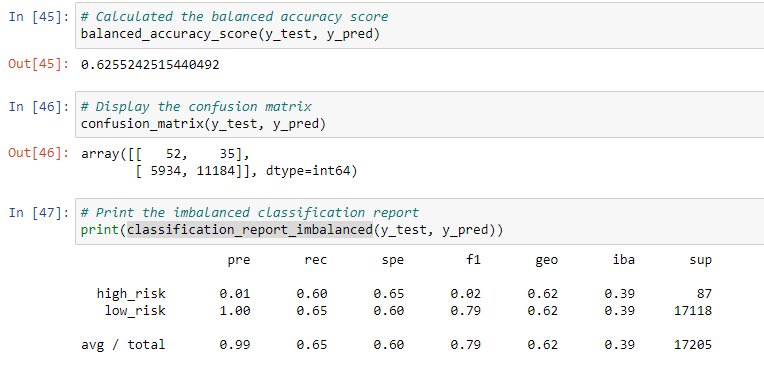 In [45]: # Calculated the balanced accuracy score
balanced_accuracy_score(y_test, y_pred)
Out[45]: 0.6255242515440492
In [46]: # Display the confusion matrix
confusion_matrix(y_test, y_pred)
Out[46]: array([[   52,    35],
       [ 5934, 11184]], dtype=int64)
In [47]: # Print the imbalanced classification report
print(classification_report_imbalanced(y_test, y_pred))
pre rec spe f1 geo iba sup
high_risk 0.01 0.60 0.65 0.02 0.62 0.39 87
low_risk 1.00 0.65 0.60 0.79 0.62 0.39 17118
avg / total 0.99 0.65 0.60 0.79 0.62 0.39 17205